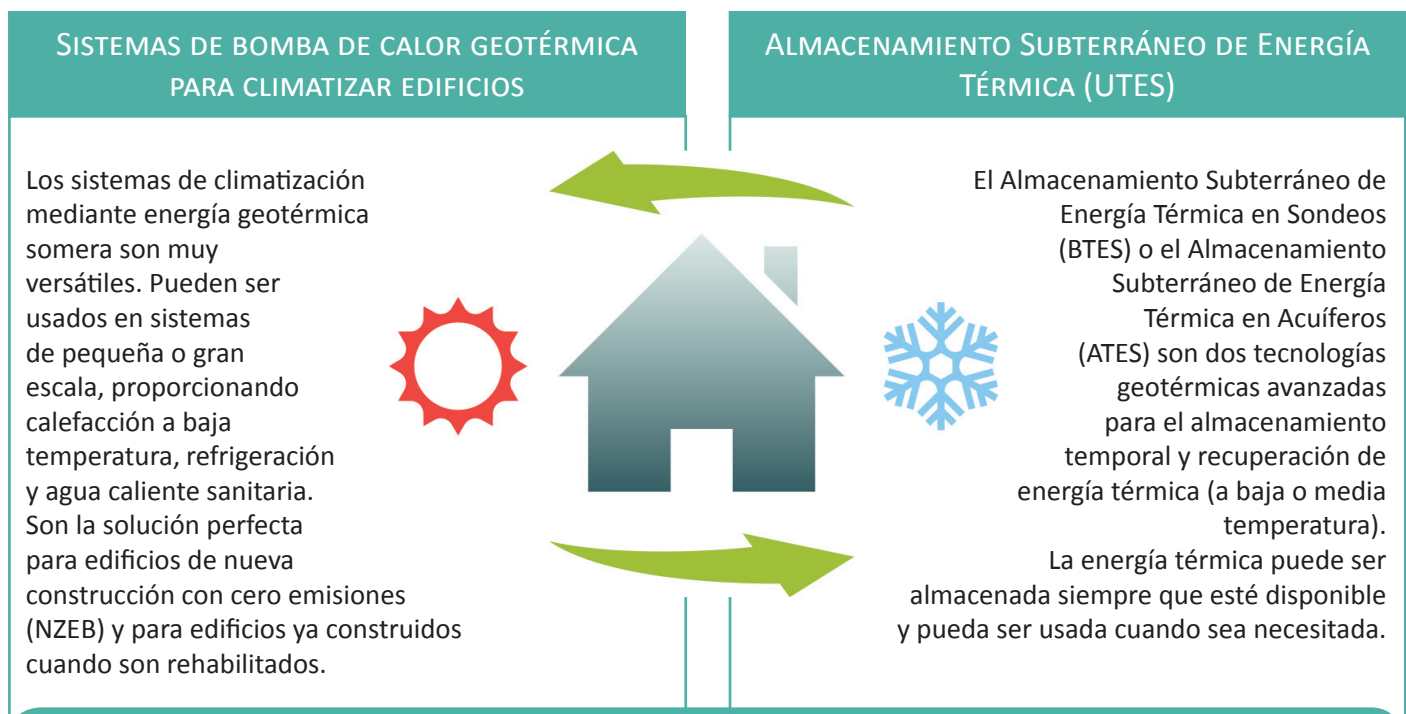 SISTEMAS DE BOMBA DE CALOR GEOTÉRMICA
PARA CLIMATIZAR EDIFICIOS
Los sistemas de climatización
mediante energía geotérmica
somera son muy
versátiles. Pueden ser
usados en sistemas
de pequeña o gran
escala, proporcionando
calefacción a baja
temperatura, refrigeración
y agua caliente sanitaria.
Son la solución perfecta
para edificios de nueva
construcción con cero emisiones
(NZEB) y para edificios ya construidos
cuando son rehabilitados.
ALMACENAMIENTO SUBTERRÁNEO DE ENERGÍA
TÉRMICA (UTES)
El Almacenamiento Subterráneo de
Energía Térmica en Sondeos
(BTES) o el Almacenamiento
Subterráneo de Energía
Térmica en Acuíferos
(ATES) son dos tecnologías
geotérmicas avanzadas
para el almacenamiento
temporal y recuperación de
energía térmica (a baja o media
temperatura).
La energía térmica puede ser
almacenada siempre que esté disponible
y pueda ser usada cuando sea necesitada.